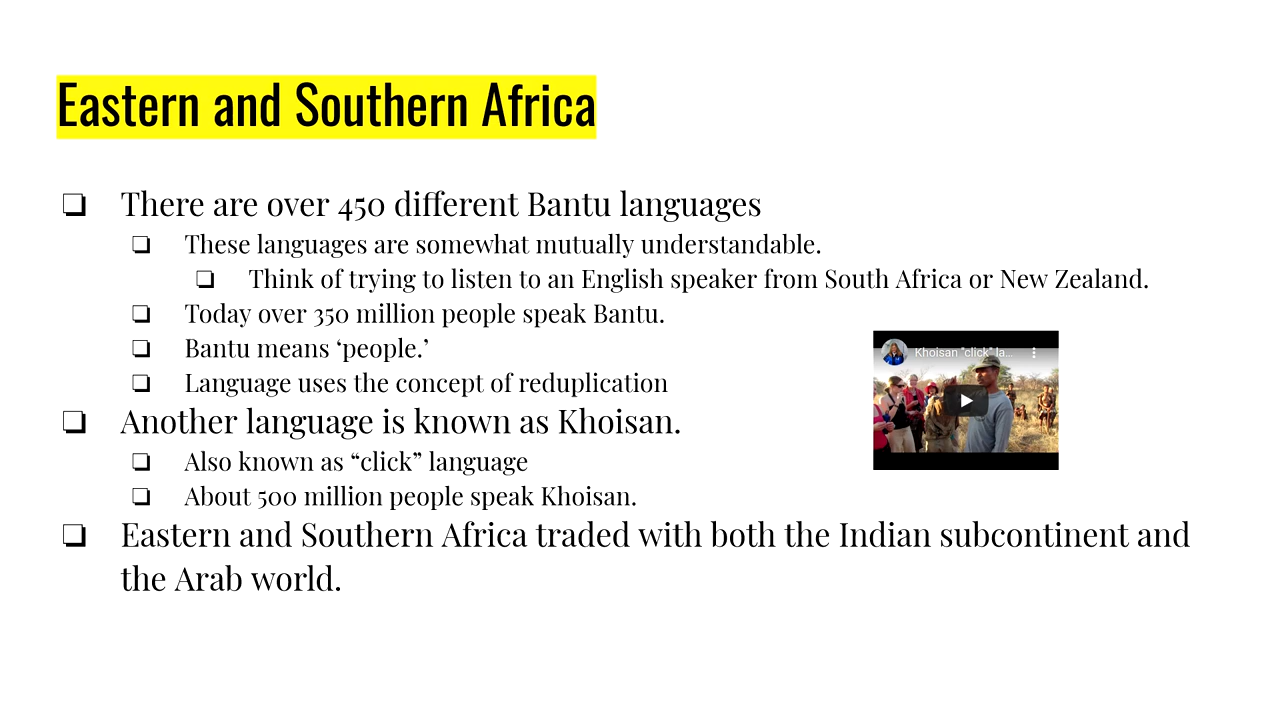 Eastern and Southern Africa
❏ There are over 450 different Bantu languages
❏ These languages are somewhat mutually understandable.
❏ Think of trying to listen to an English speaker from South Africa or New Zealand.
❏ Today over 350 million people speak Bantu.
❏ Bantu means ‘people.’
Khoisan "click" la...
❏ Language uses the concept of reduplication
❏ Another language is known as Khoisan.
❏ Also known as “click” language
❏ About 500 million people speak Khoisan.
❏ Eastern and Southern Africa traded with both the Indian subcontinent and
the Arab world.